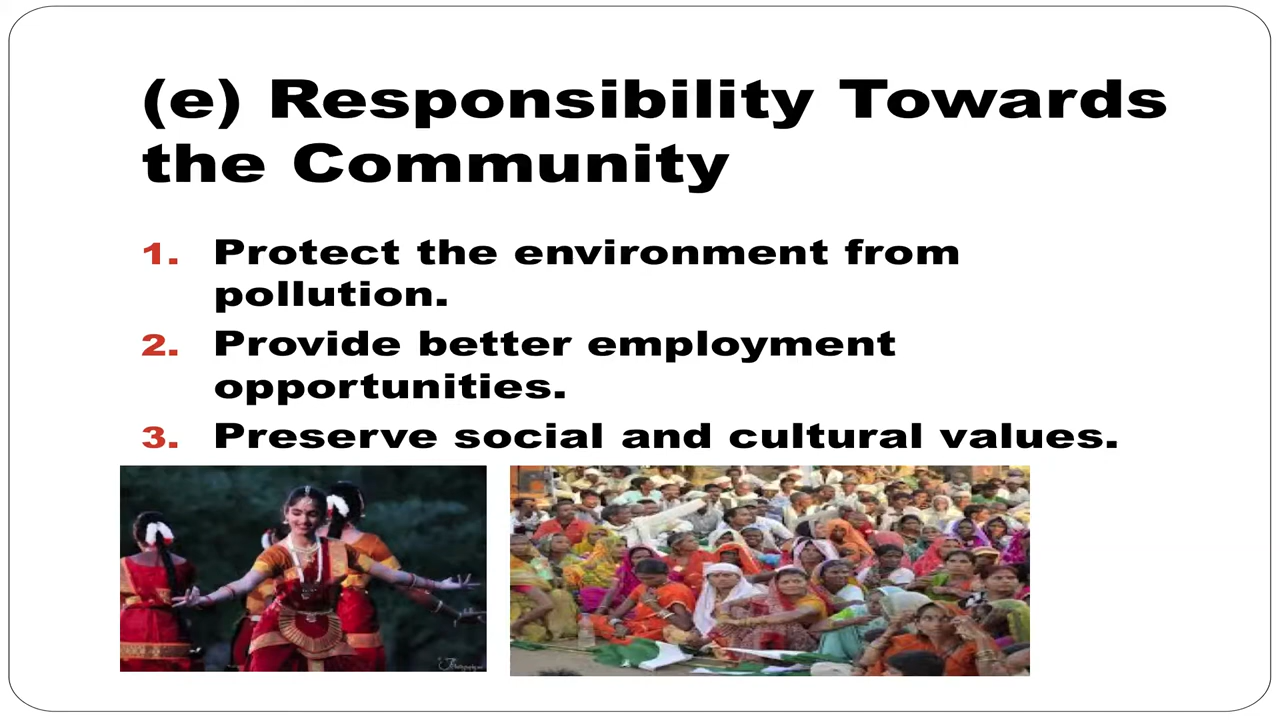 (e) Responsibility Towards
the Community
1. Protect the environment from
pollution.
2. Provide better employment
opportunities.
3. Preserve social and cultural values.